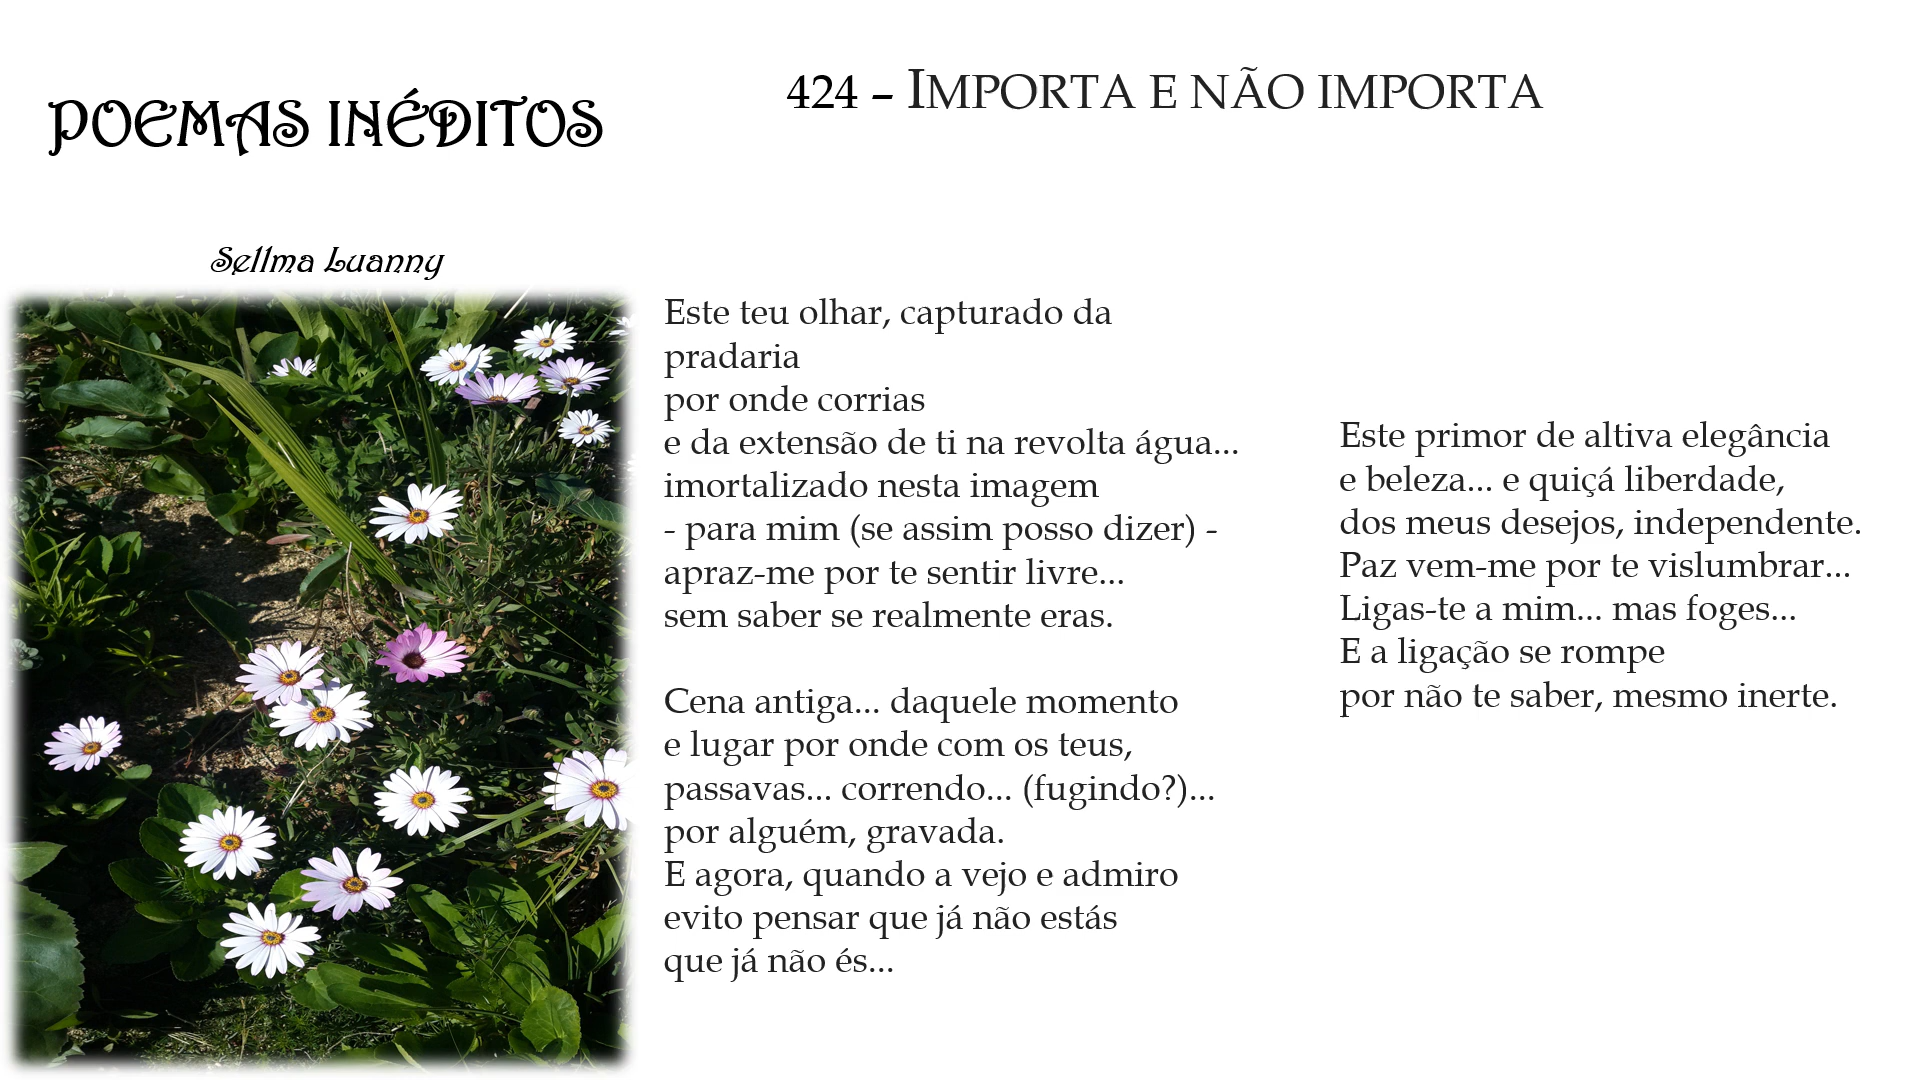 POEMAS INÉDITOS
Sellma Luanny
424 – IMPORTA E NÃO IMPORTA
Este teu olhar, capturado da
pradaria
por onde corrias
e da extensão de ti na revolta água...
imortalizado nesta imagem
- para mim (se assim posso dizer) -
apraz-me por te sentir livre...
sem saber se realmente eras.
Cena antiga... daquele momento
e lugar por onde com os teus,
passavas... correndo... (fugindo?)...
por alguém, gravada.
E agora, quando a vejo e admiro
evito pensar que já não estás
que já não és...
Este primor de altiva elegância
e beleza... e quiçá liberdade,
dos meus desejos, independente.
Paz vem-me por te vislumbrar...
Ligas-te a mim... mas foges...
E a ligação se rompe
por não te saber, mesmo inerte.